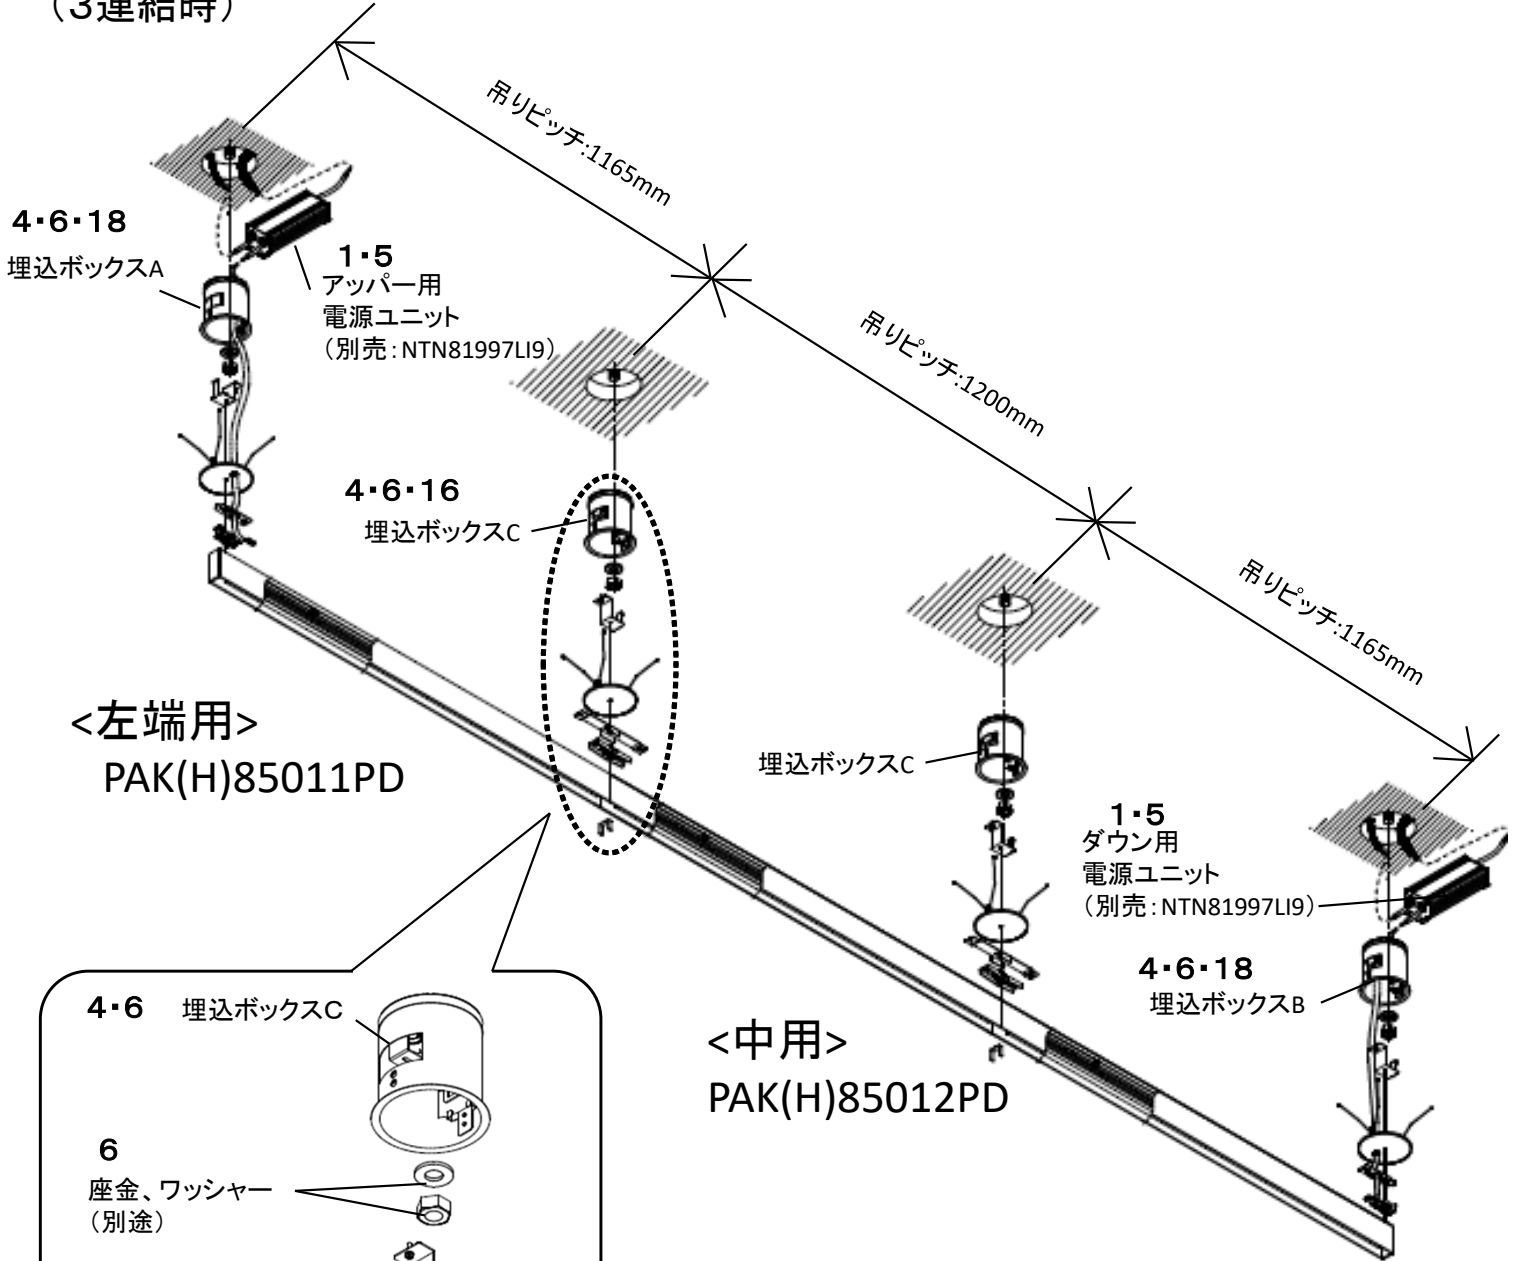 （3連結時）
吊りピッチ:1165mm
4・6・18
埋込ボックスA
1・5
アッパー用
電源ユニット
（別売：NTN81997LI9）
吊りピッチ:1200mm
4・6・16
埋込ボックスC
吊りピッチ:1165mm
<左端用>
PAK(H)85011PD
埋込ボックスC
1・5
ダウン用
電源ユニット
（別売：NTN81997LI9）
4・6・18
埋込ボックスB
<中用>
PAK(H)85012PD
4・6 埋込ボックスC
6
座金、ワッシャー
（別途）